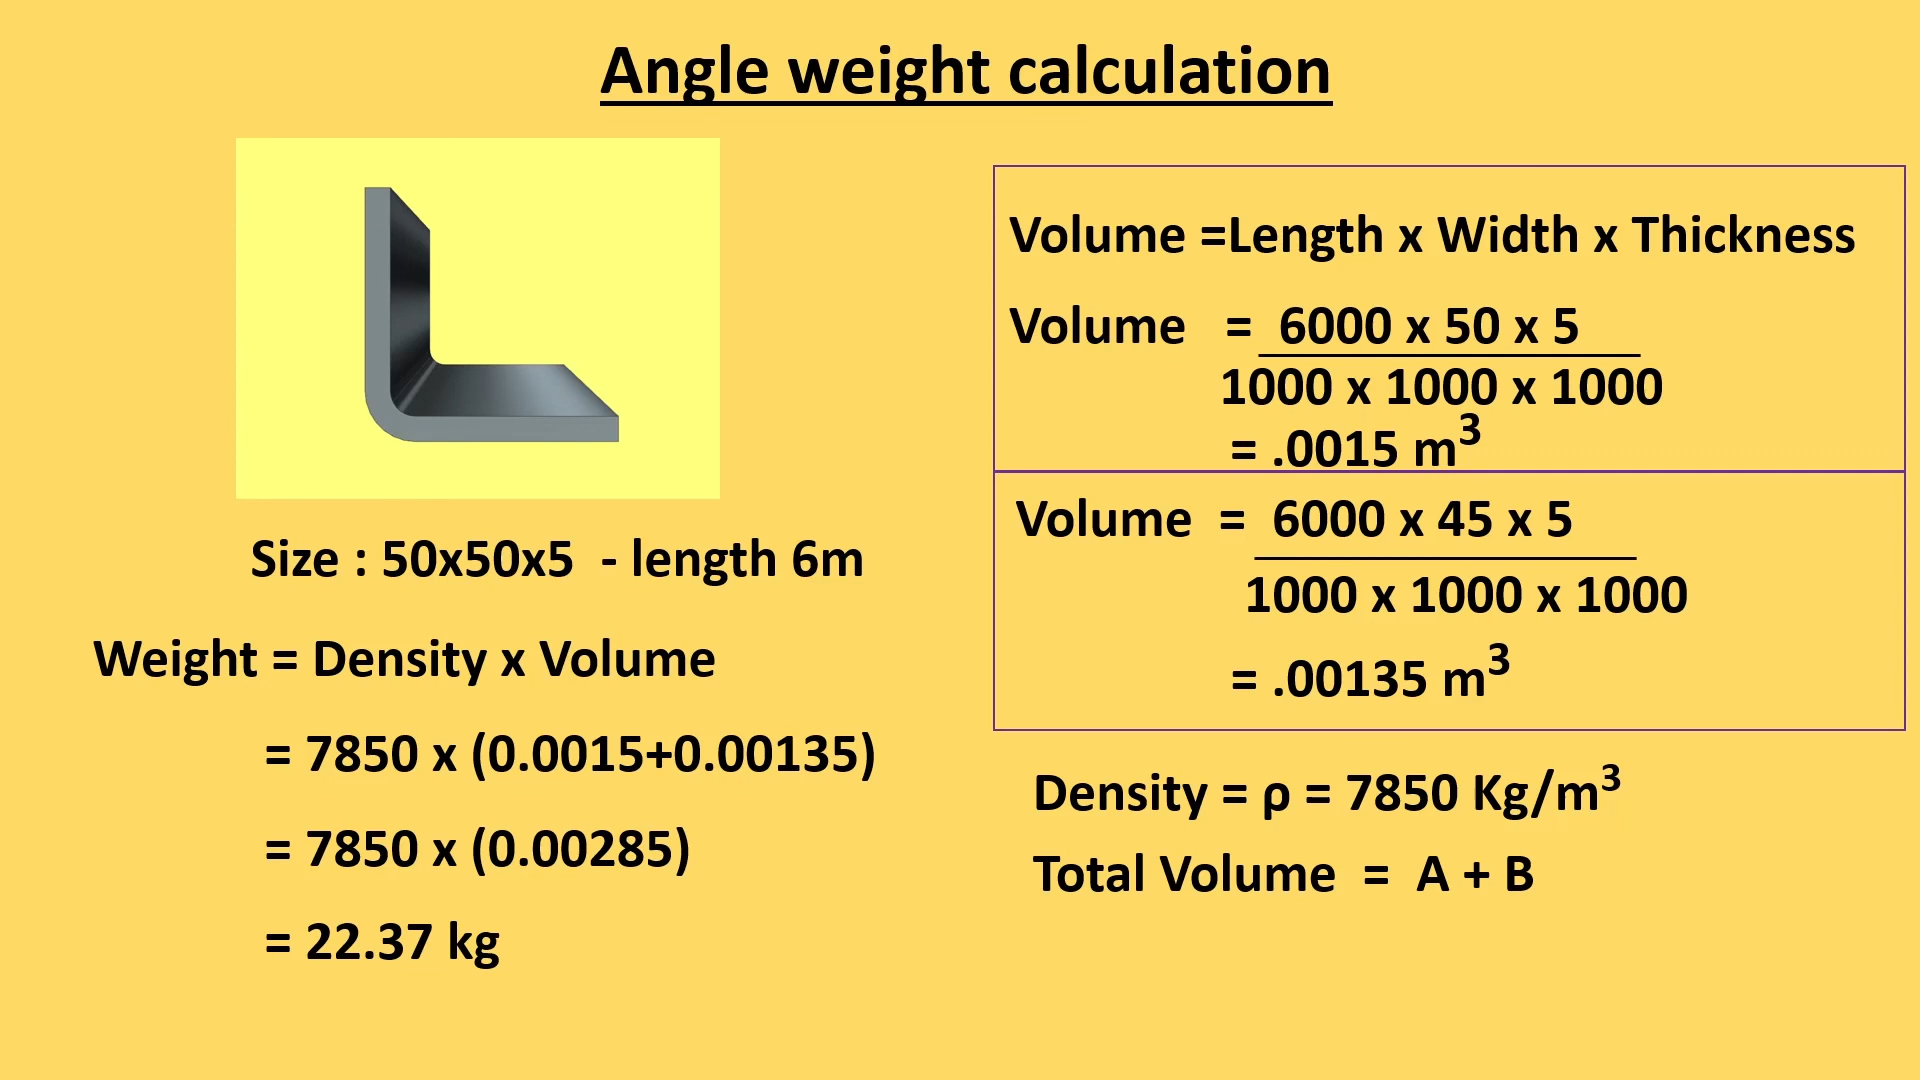 Angle weight calculation
Size : 50x50x5 - length 6m
Weight = Density x Volume
= 7850 x (0.0015+0.00135)
= 7850 x (0.00285)
= 22.37 kg
Volume =Length x Width x Thickness
Volume = 6000 x 50 x 5
1000 x 1000 x 1000
= .0015 m³
Volume = 6000 x 45 x 5
1000 x 1000 x 1000
= .00135 m³
Density = ρ = 7850 Kg/m³
Total Volume = A + B